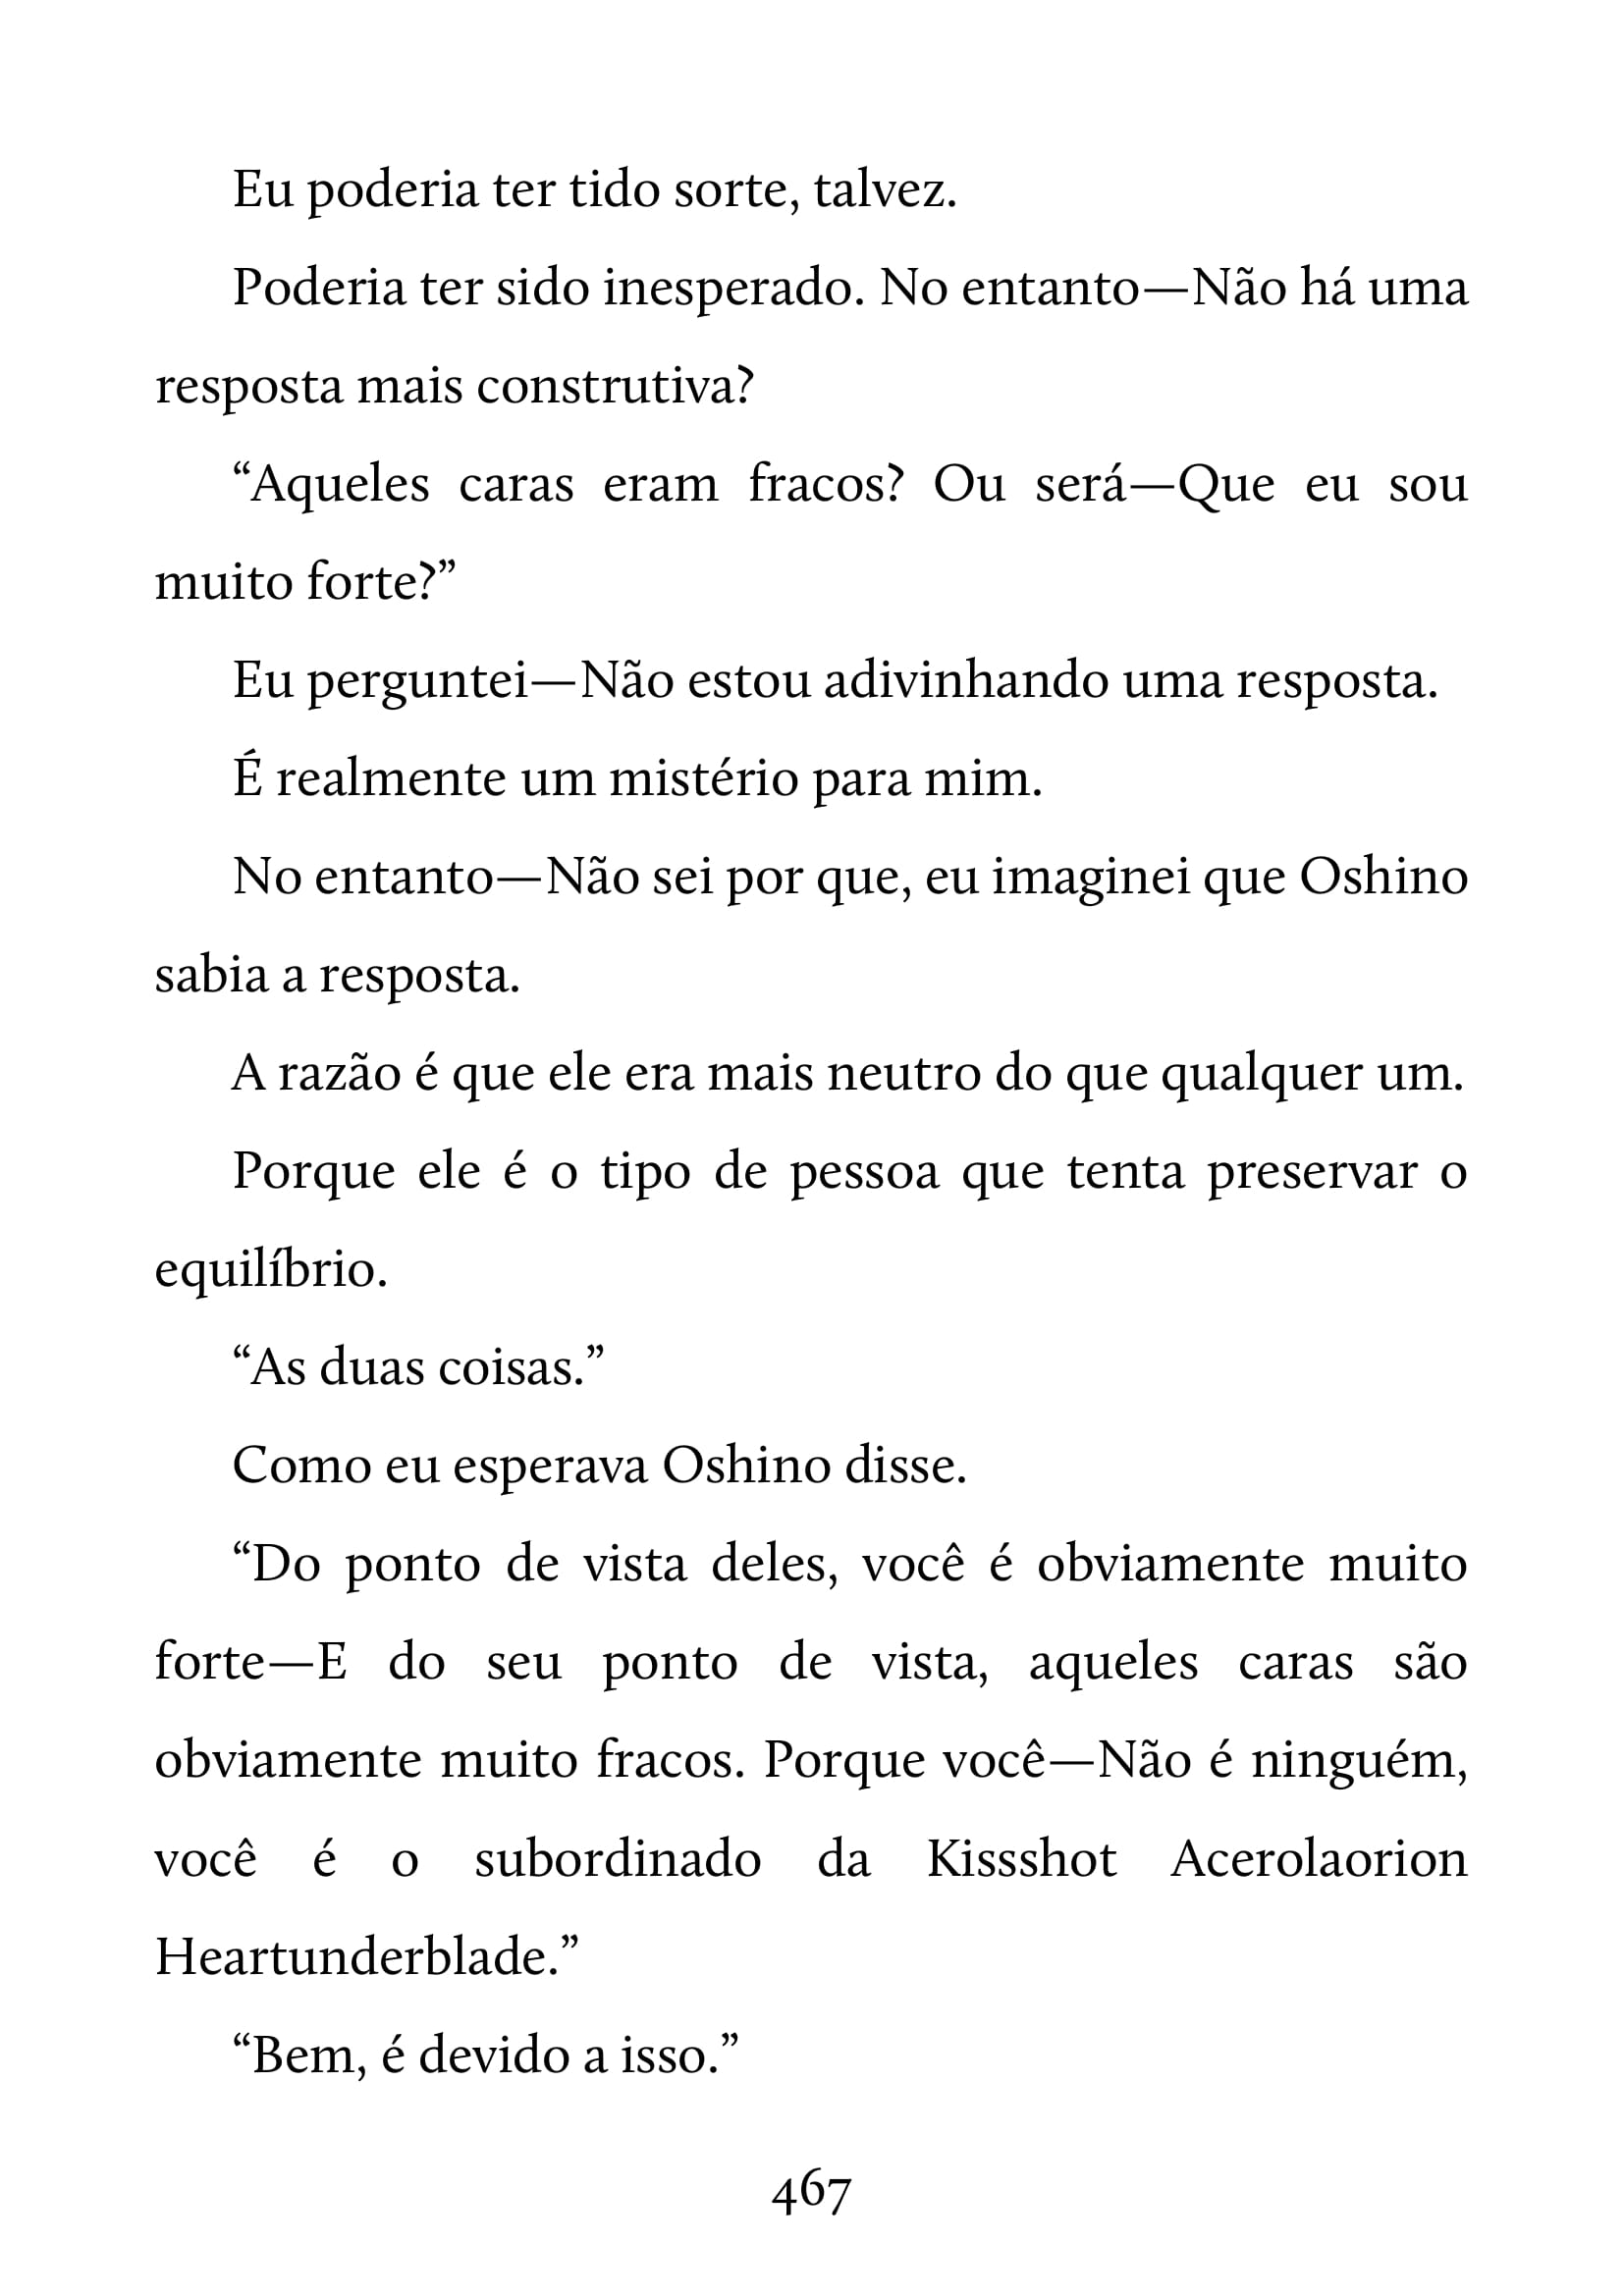 Eu poderia ter tido sorte, talvez.
Poderia ter sido inesperado. No entanto—Não há uma
resposta mais construtiva?
“Aqueles caras eram fracos? Ou será—Que eu sou
muito forte?”
Eu perguntei—Não estou adivinhando uma resposta.
É realmente um mistério para mim.
No entanto—Não sei por que, eu imaginei que Oshino
sabia a resposta.
A razão é que ele era mais neutro do que qualquer um.
Porque ele é o tipo de pessoa que tenta preservar o
equilíbrio.
“As duas coisas.”
Como eu esperava Oshino disse.
“Do ponto de vista deles, você é obviamente muito
forte—E do seu ponto de vista, aqueles caras são
obviamente muito fracos. Porque você—Não é ninguém,
você é o subordinado da Kissshot Acerolaorion
Heartunderblade.”
“Bem, é devido a isso.”
467